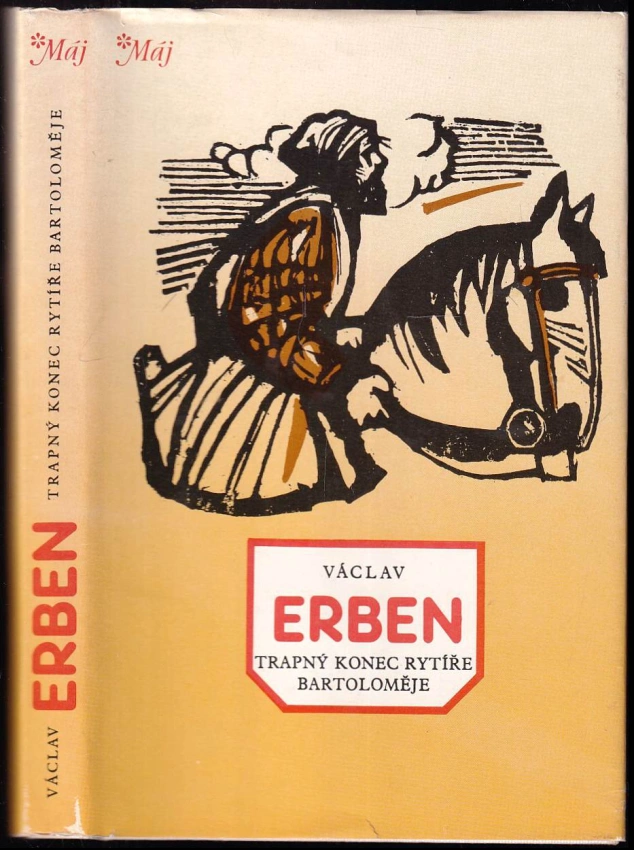 *Máj
TRAPNÝ KONEC RYTÍŘE BARTOLOMĚJE
ERBEN
VÁCLAV
*Máj
VÁCLAV
ERBEN
TRAPNÝ KONEC RYTÍŘE
BARTOLOMĚJE